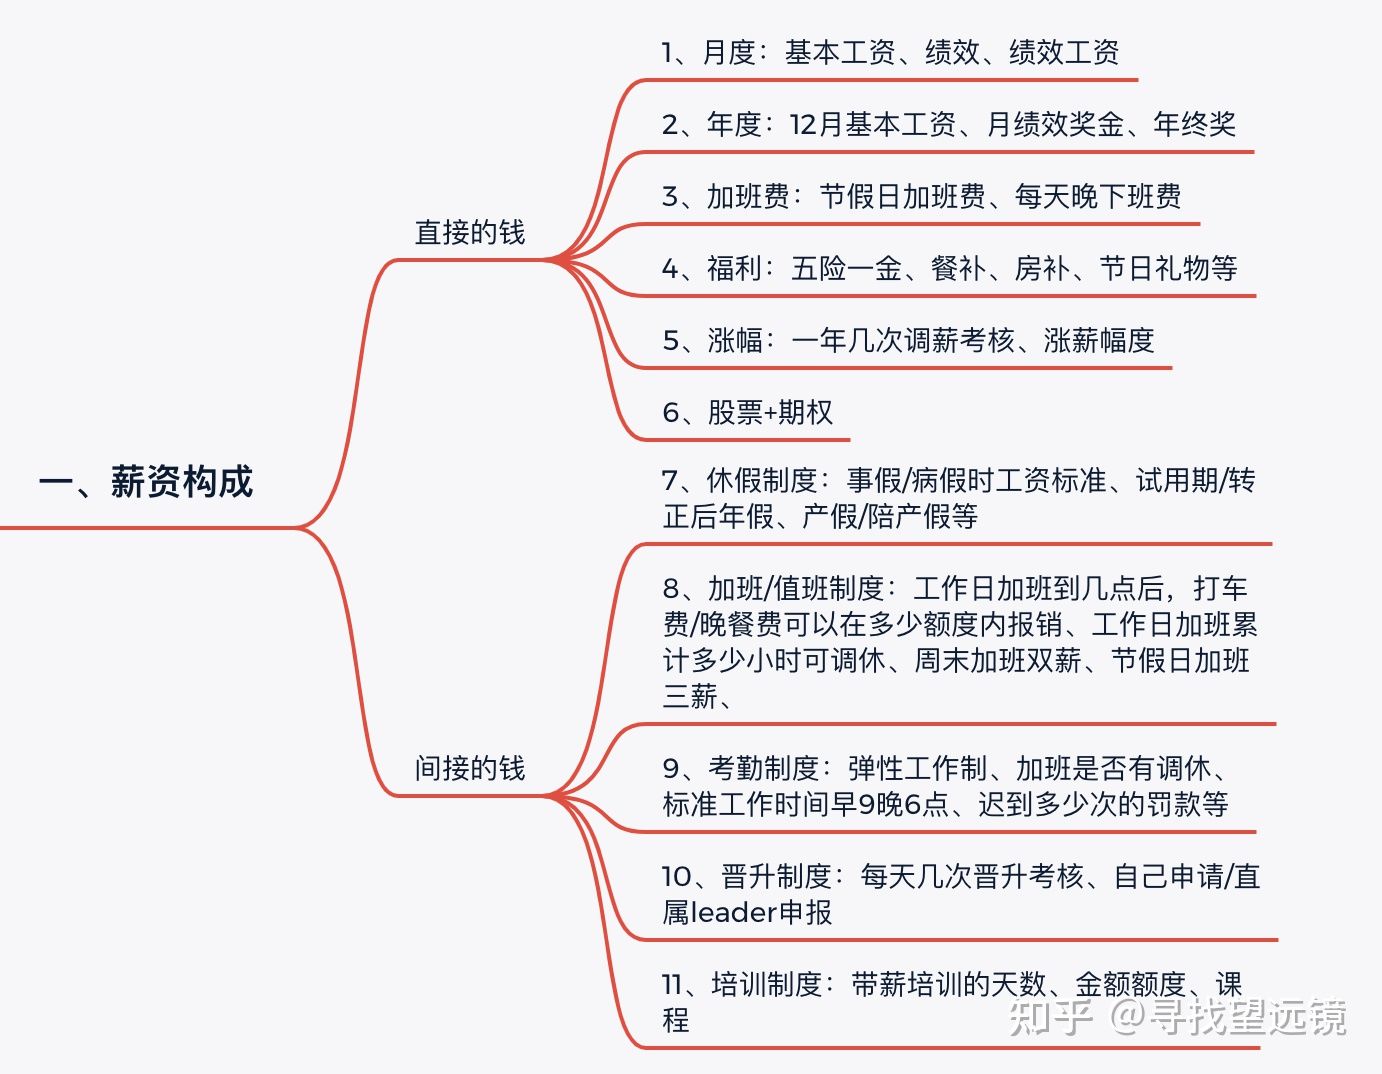 一、薪资构成
直接的钱
1、月度：基本工资、绩效、绩效工资
2、年度：12月基本工资、月绩效奖金、年终奖
3、加班费：节假日加班费、每天晚下班费
4、福利：五险一金、餐补、房补、节日礼物等
5、涨幅：一年几次调薪考核、涨薪幅度
6、股票+期权
间接的钱
7、休假制度：事假/病假时工资标准、试用期/转
正后年假、产假/陪产假等
8、加班/值班制度：工作日加班到几点后，打车
费/晚餐费可以在多少额度内报销、工作日加班累
计多少小时可调休、周末加班双薪、节假日加班
三薪、
9、考勤制度：弹性工作制、加班是否有调休、
标准工作时间早9晚6点、迟到多少次的罚款等
10、晋升制度：每天几次晋升考核、自己申请/直
属leader申报
11、培训制度：带薪培训的天数、金额额度、课
程
知乎 @寻找望远镜